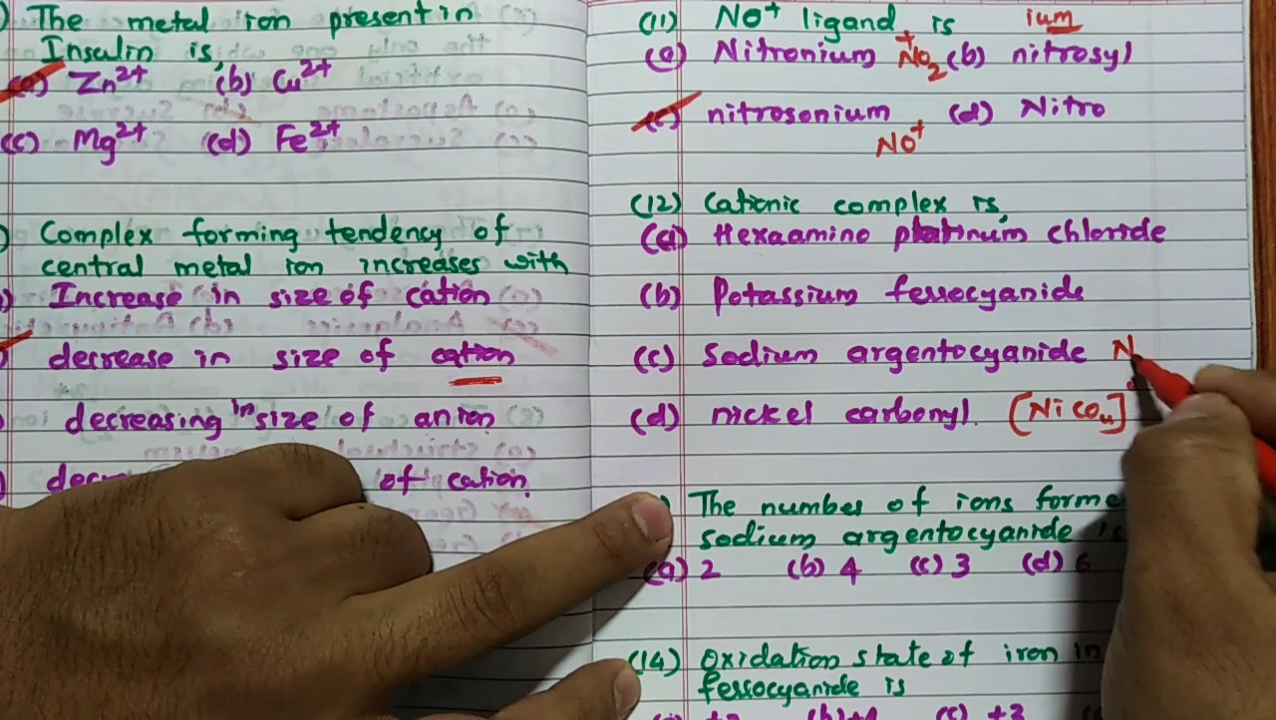 The metal ion present in
Insulin is,
(a) Zn²⁺ (b) Cu²⁺
(c) Mg²⁺ (d) Fe²⁺
Complex forming tendency of
central metal ion increases with
Increase in size of cation
decrease in size of cation
decreasing in size of anion
of cation.
(11) NO⁺ ligand is ium
(a) Nitronium NO₂⁺ (b) nitrosyl
(c) nitrosonium (d) Nitro
NO⁺
(12) Cationic complex is,
(a) Hexaamino platinum chloride
(b) Potassium ferrocyanide
(c) Sodium argentocyanide N
(d) nickel carbonyl. [NiCO₄]
The number of ions forme
sodium argentocyanide is
(a) 2 (b) 4 (c) 3 (d) 6
(14) Oxidation state of iron in
ferrocyanide is
(b) +4 (c) +3